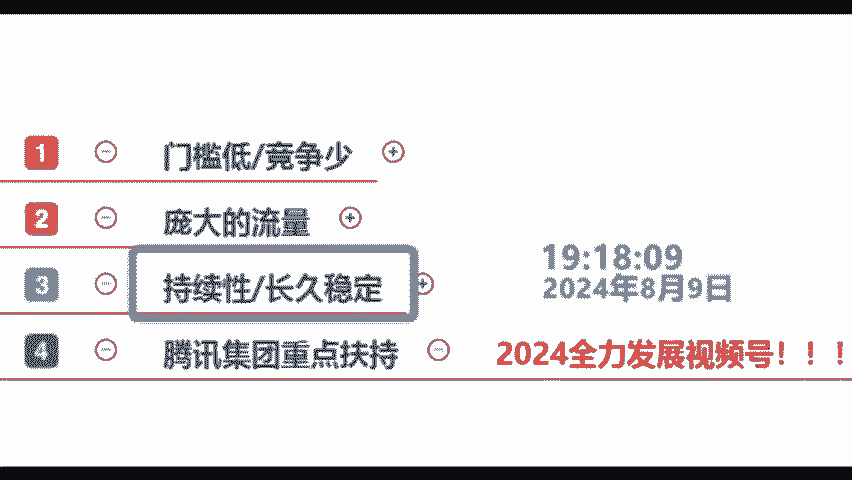 1 门槛低/竞争少
2 庞大的流量
19:18:09
3 持续性/长久稳定
2024年8月9日
4 腾讯集团重点扶持 2024全力发展视频号！！！